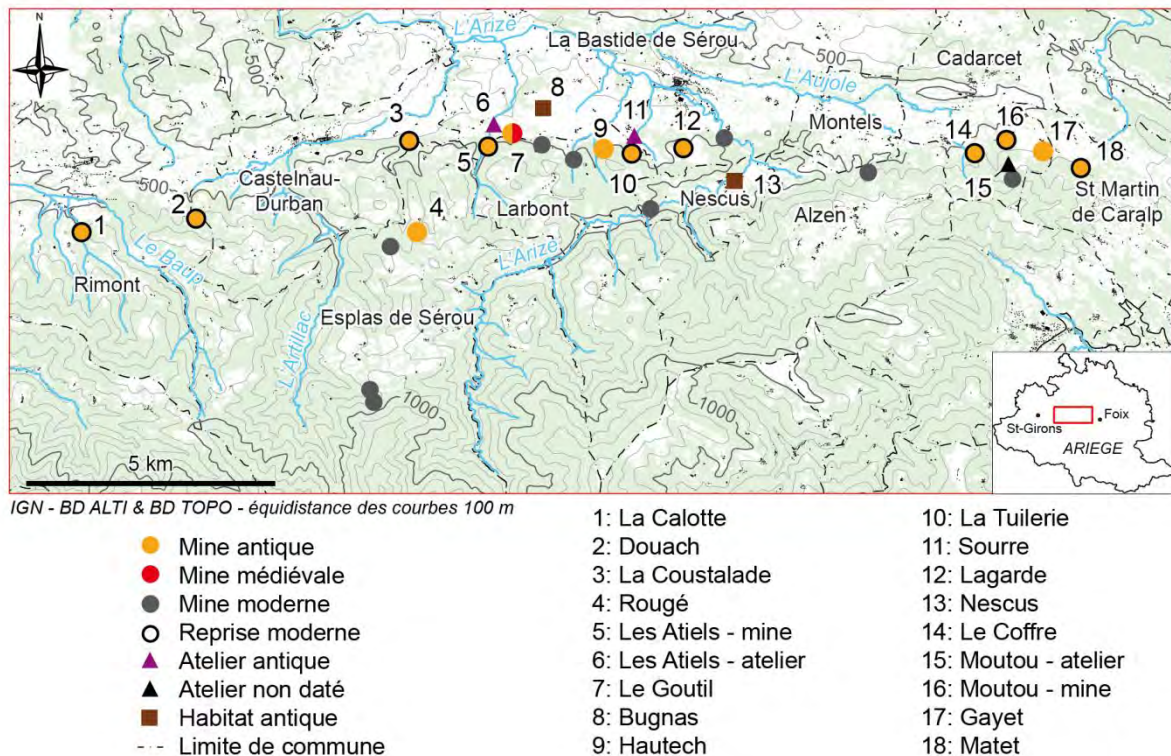 N
L'Arize
La Bastide de Sérou
500
Cadarcet
500
8
L'Aujole
6
3
11
12
16
17
9
Montels
14
5
7
18
10
500
Castelnau-
Durban
13
15
St Martin
de Caralp
2
Larbont
Nescus
4
Alzen
1
Le Baup
L'Arize
Rimont
L'Artillac
Esplas de Sérou
1000
1000
St-Girons
Foix
ARIEGE
5 km
IGN - BD ALTI & BD TOPO - équidistance des courbes 100 m
Mine antique
Mine médiévale
Mine moderne
Reprise moderne
Atelier antique
Atelier non daté
Habitat antique
Limite de commune
1: La Calotte
2: Douach
3: La Coustalade
4: Rougé
5: Les Atiels - mine
6: Les Atiels - atelier
7: Le Goutil
8: Bugnas
9: Hautech
10: La Tuilerie
11: Sourre
12: Lagarde
13: Nescus
14: Le Coffre
15: Moutou - atelier
16: Moutou - mine
17: Gayet
18: Matet